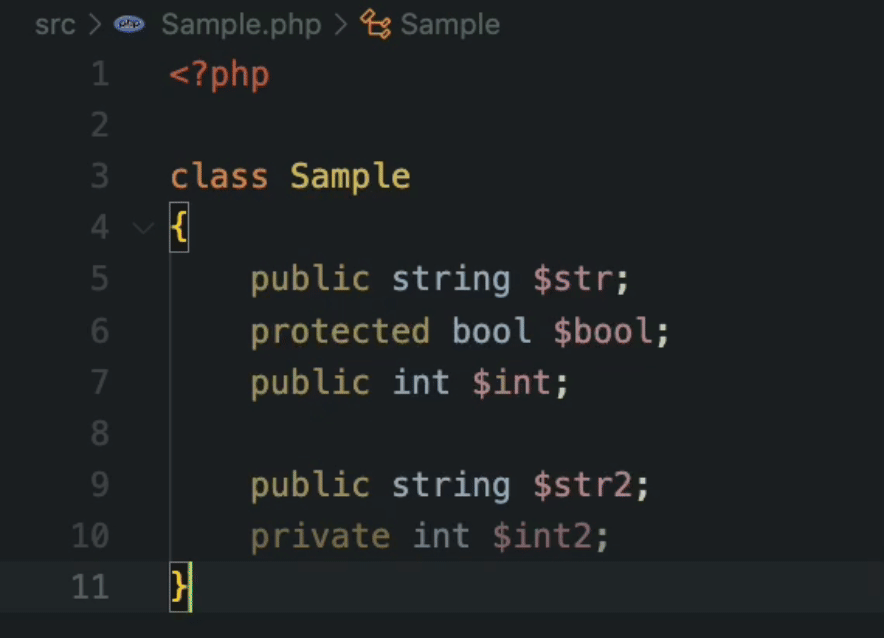 src > php Sample.php > Sample
1 <?php
2
3 class Sample
4 {
5     public string $str;
6     protected bool $bool;
7     public int $int;
8
9     public string $str2;
10     private int $int2;
11 }